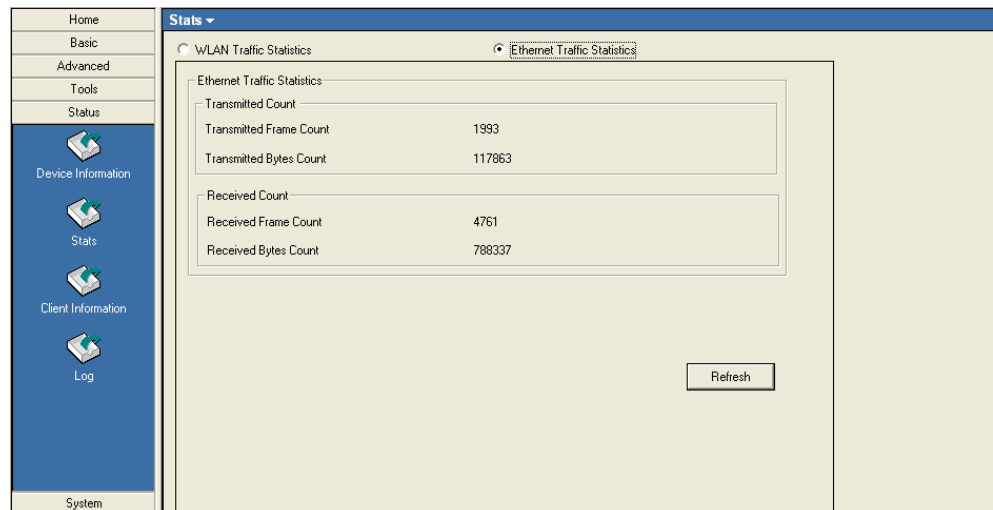 Home
Basic
Advanced
Tools
Status
Device Information
Stats
Client Information
Log
System
Stats
WLAN Traffic Statistics
Ethernet Traffic Statistics
Ethernet Traffic Statistics
Transmitted Count
Transmitted Frame Count 1993
Transmitted Bytes Count 117863
Received Count
Received Frame Count 4761
Received Bytes Count 788337
Refresh